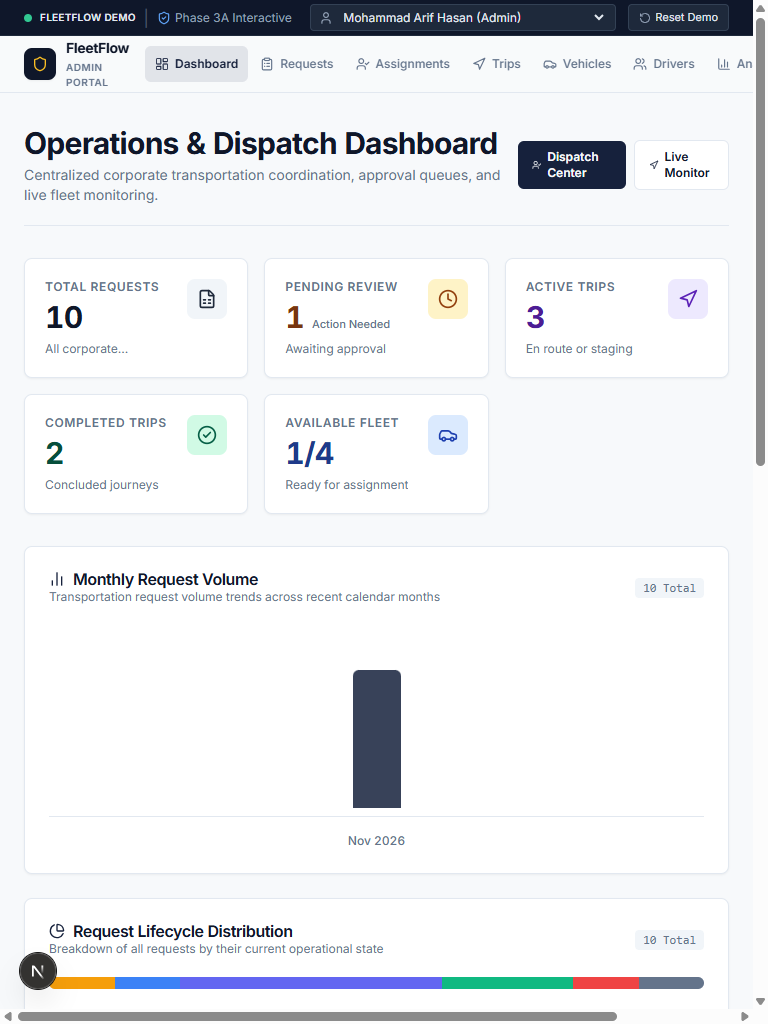 FLEETFLOW DEMO
Phase 3A Interactive
Mohammad Arif Hasan (Admin)
Reset Demo
FleetFlow
ADMIN
PORTAL
Dashboard
Requests
Assignments
Trips
Vehicles
Drivers
An
Operations & Dispatch Dashboard
Centralized corporate transportation coordination, approval queues, and
live fleet monitoring.
Dispatch
Center
Live
Monitor
TOTAL REQUESTS
10
All corporate...
PENDING REVIEW
1 Action Needed
Awaiting approval
ACTIVE TRIPS
3
En route or staging
COMPLETED TRIPS
2
Concluded journeys
AVAILABLE FLEET
1/4
Ready for assignment
Monthly Request Volume
Transportation request volume trends across recent calendar months
10 Total
Nov 2026
Request Lifecycle Distribution
Breakdown of all requests by their current operational state
10 Total
N